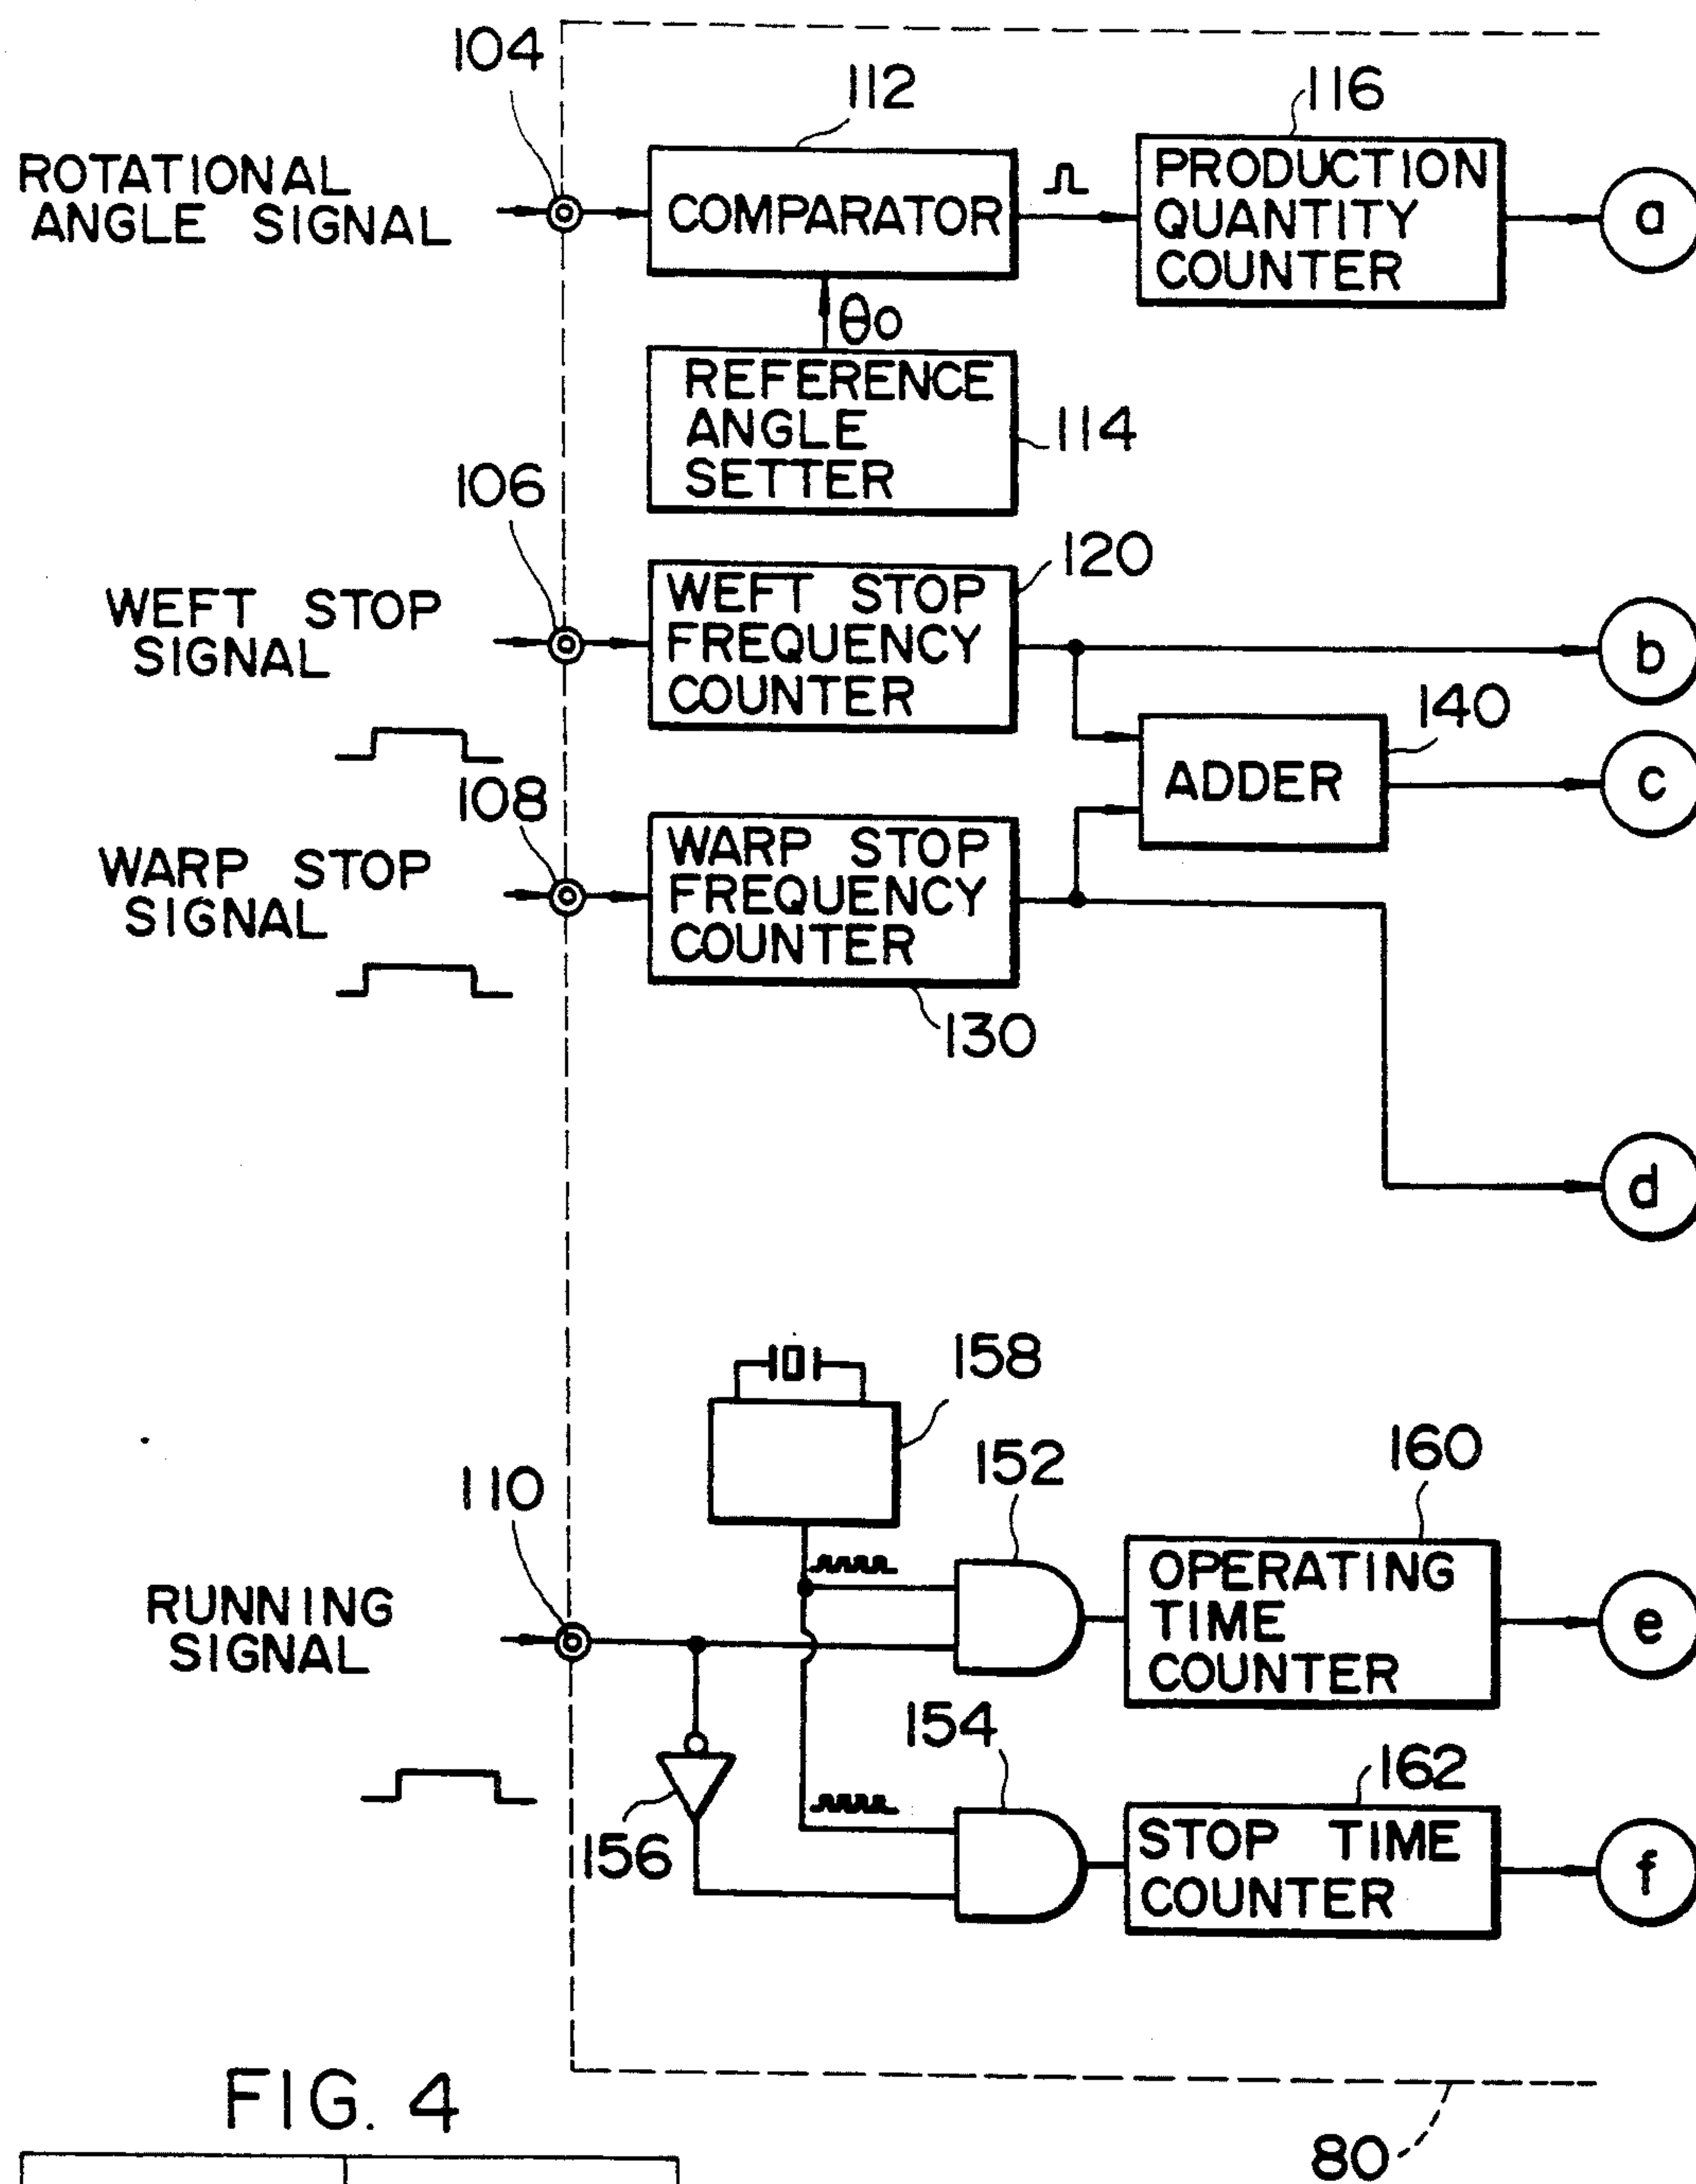 104
112
116
ROTATIONAL
ANGLE SIGNAL
COMPARATOR
PRODUCTION
QUANTITY
COUNTER
a
θo
REFERENCE
ANGLE
SETTER
114
106
120
WEFT STOP
SIGNAL
WEFT STOP
FREQUENCY
COUNTER
b
140
ADDER
c
108
WARP STOP
SIGNAL
WARP STOP
FREQUENCY
COUNTER
130
d
158
152
160
110
RUNNING
SIGNAL
OPERATING
TIME
COUNTER
e
154
162
156
STOP TIME
COUNTER
f
FIG. 4
80